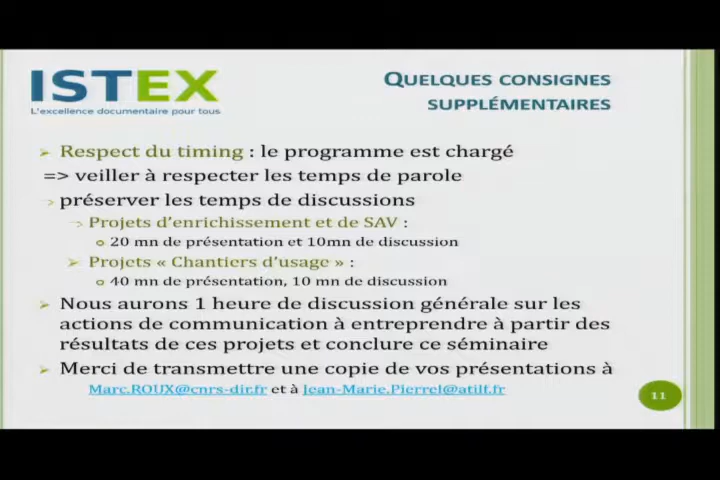 ISTEX
L'excellence documentaire pour tous
QUELQUES CONSIGNES
SUPPLÉMENTAIRES
Respect du timing : le programme est chargé
=> veiller à respecter les temps de parole
préserver les temps de discussions
Projets d'enrichissement et de SAV :
20 mn de présentation et 10mn de discussion
Projets « Chantiers d'usage » :
40 mn de présentation, 10 mn de discussion
Nous aurons 1 heure de discussion générale sur les
actions de communication à entreprendre à partir des
résultats de ces projets et conclure ce séminaire
Merci de transmettre une copie de vos présentations à
Marc.ROUX@cnrs-dir.fr et à Jean-Marie.Pierrel@atilf.fr
11